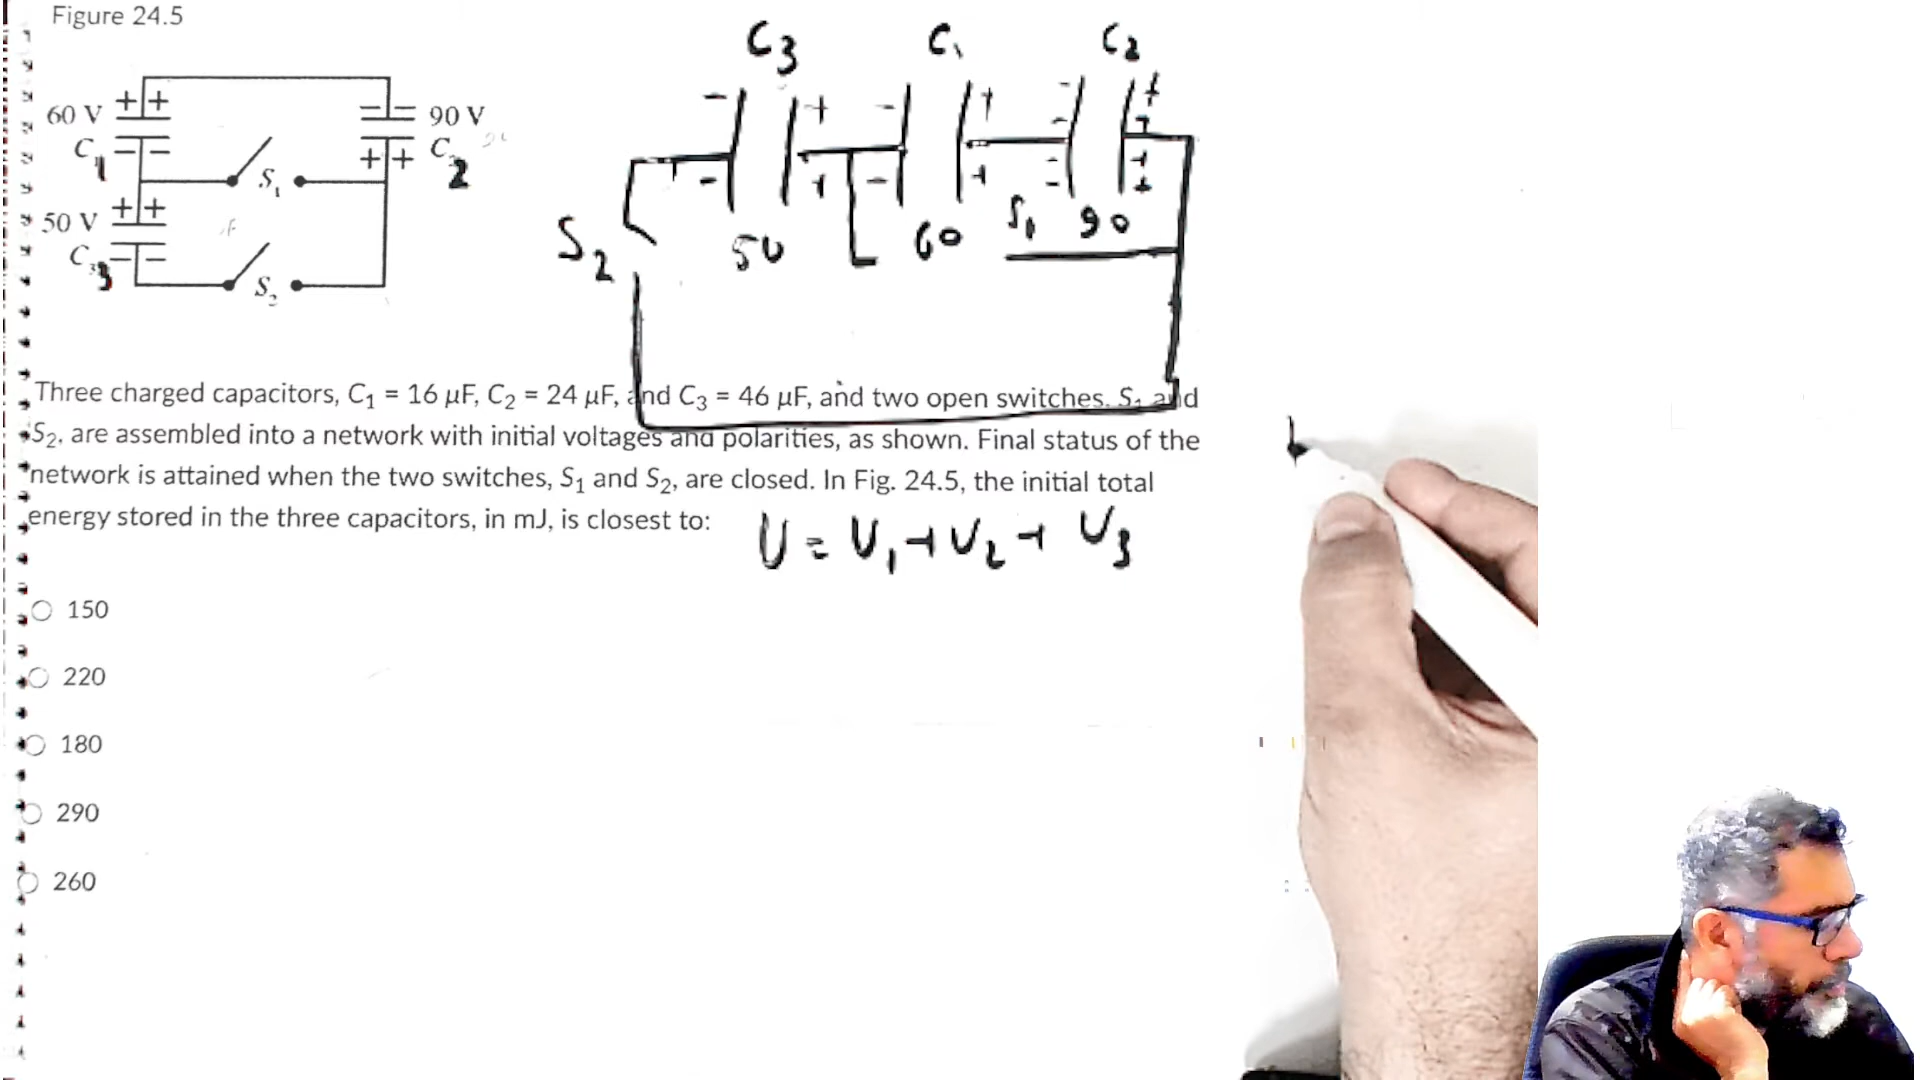 Figure 24.5
C3 C1 C2
60 V ++ 90 V
C1 S1 ++ C2
50 V ++
C3 S2
- + - + - +
S2 50 60 S1 90
Three charged capacitors, C1 = 16 µF, C2 = 24 µF, and C3 = 46 µF, and two open switches. S1 and
S2, are assembled into a network with initial voltages and polarities, as shown. Final status of the
network is attained when the two switches, S1 and S2, are closed. In Fig. 24.5, the initial total
energy stored in the three capacitors, in mJ, is closest to:
U = U1 + U2 + U3
150
220
180
290
260